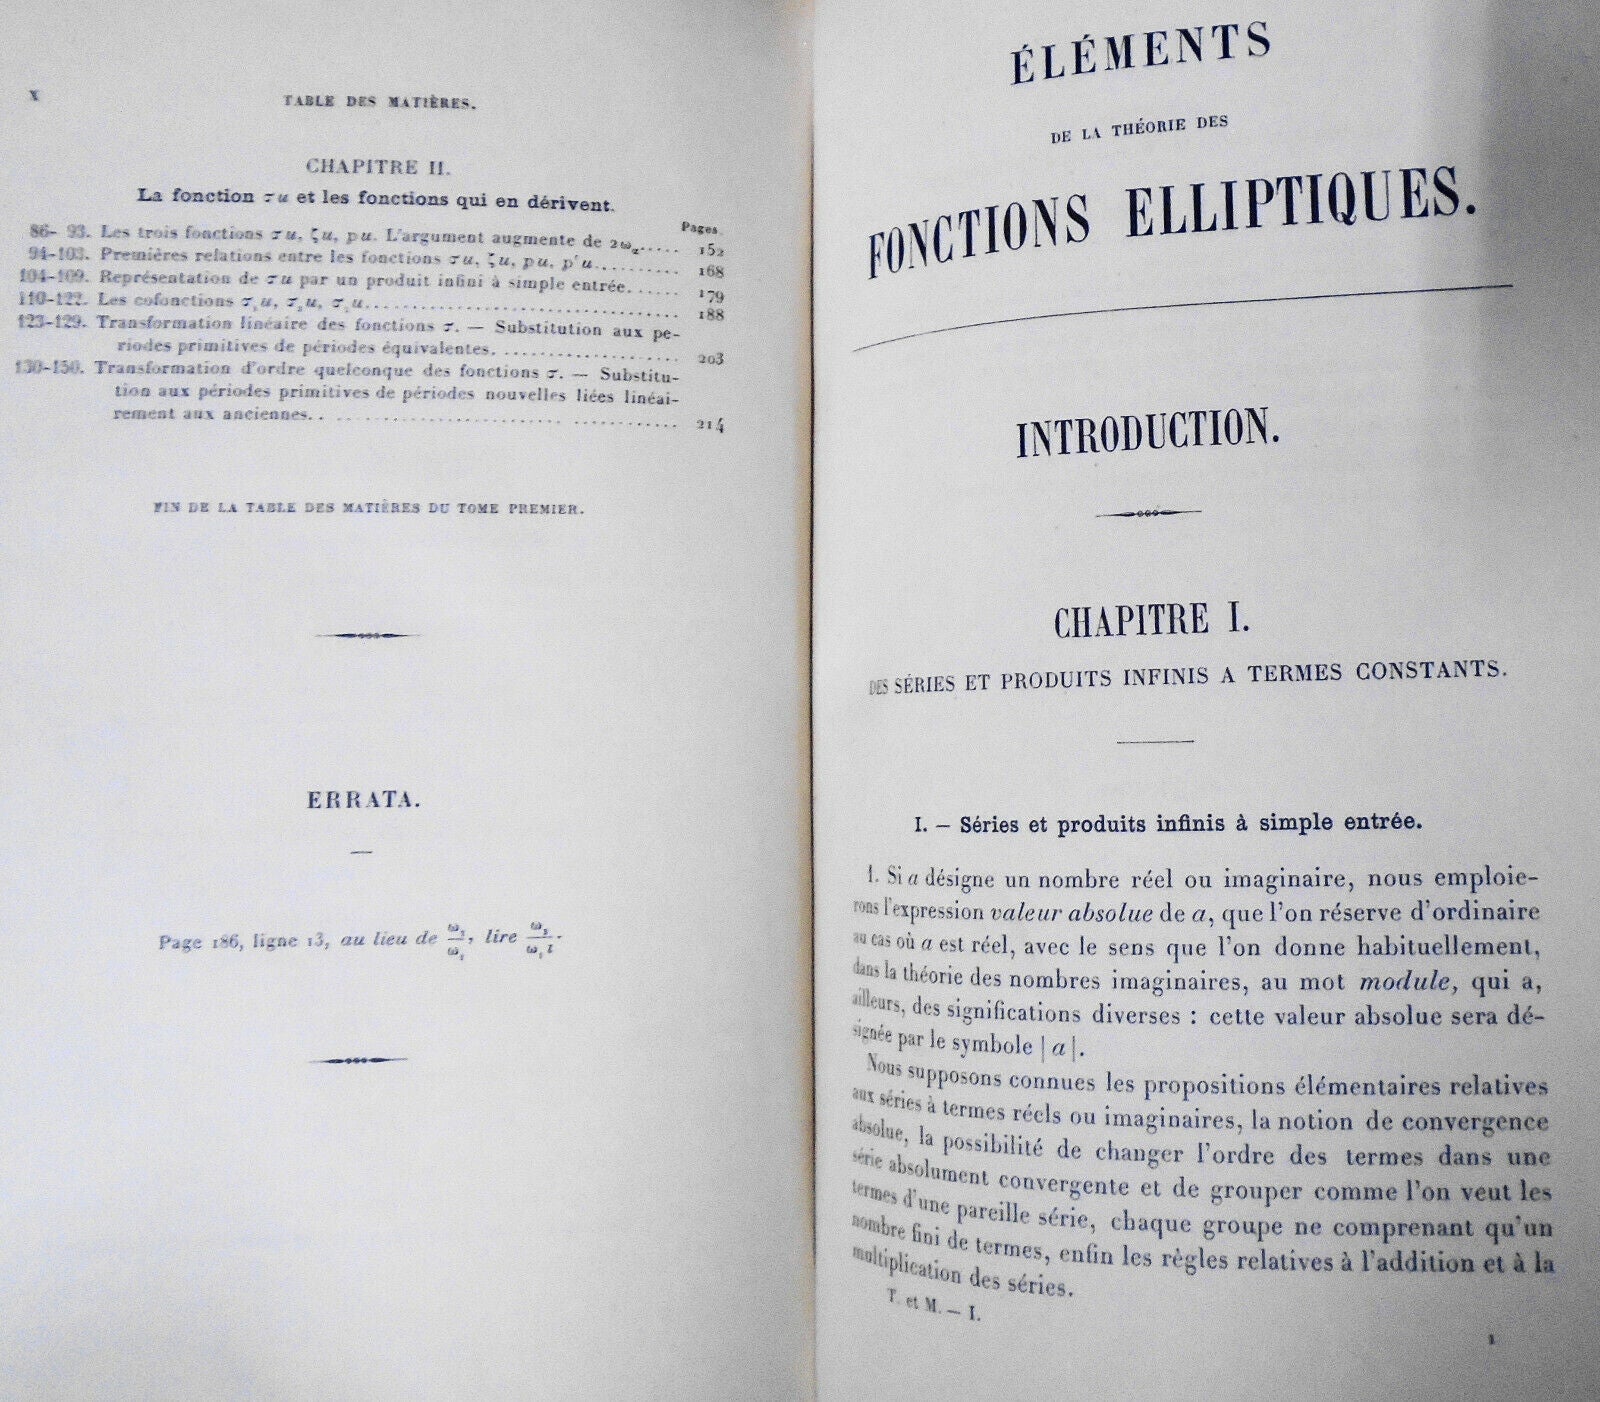 X
TABLE DES MATIÈRES.
CHAPITRE II.
La fonction σu et les fonctions qui en dérivent.
Pages.
86- 93. Les trois fonctions σu, ζu, pu. L'argument augmente de 2ωα..... 152
94-103. Premières relations entre les fonctions σu, ζu, pu, p'u........... 168
104-109. Représentation de σu par un produit infini à simple entrée...... 179
110-122. Les cofonctions σ₁u, σ₂u, σ₃u................................ 188
123-129. Transformation linéaire des fonctions σ. — Substitution aux pé-
riodes primitives de périodes équivalentes..................... 203
130-150. Transformation d'ordre quelconque des fonctions σ. — Substitu-
tion aux périodes primitives de périodes nouvelles liées linéai-
rement aux anciennes........................................ 214
FIN DE LA TABLE DES MATIÈRES DU TOME PREMIER.
ERRATA.
Page 186, ligne 13, au lieu de ω₃/ω₁, lire ω₃/ω₁i.
ÉLÉMENTS
DE LA THÉORIE DES
FONCTIONS ELLIPTIQUES.
INTRODUCTION.
CHAPITRE I.
DES SÉRIES ET PRODUITS INFINIS A TERMES CONSTANTS.
I. — Séries et produits infinis à simple entrée.
1. Si a désigne un nombre réel ou imaginaire, nous emploie-
rons l'expression valeur absolue de a, que l'on réserve d'ordinaire
au cas où a est réel, avec le sens que l'on donne habituellement,
dans la théorie des nombres imaginaires, au mot module, qui a,
ailleurs, des significations diverses : cette valeur absolue sera dé-
signée par le symbole |a|.
Nous supposons connues les propositions élémentaires relatives
aux séries à termes réels ou imaginaires, la notion de convergence
absolue, la possibilité de changer l'ordre des termes dans une
série absolument convergente et de grouper comme l'on veut les
termes d'une pareille série, chaque groupe ne comprenant qu'un
nombre fini de termes, enfin les règles relatives à l'addition et à la
multiplication des séries.
T. et M. — I.
1